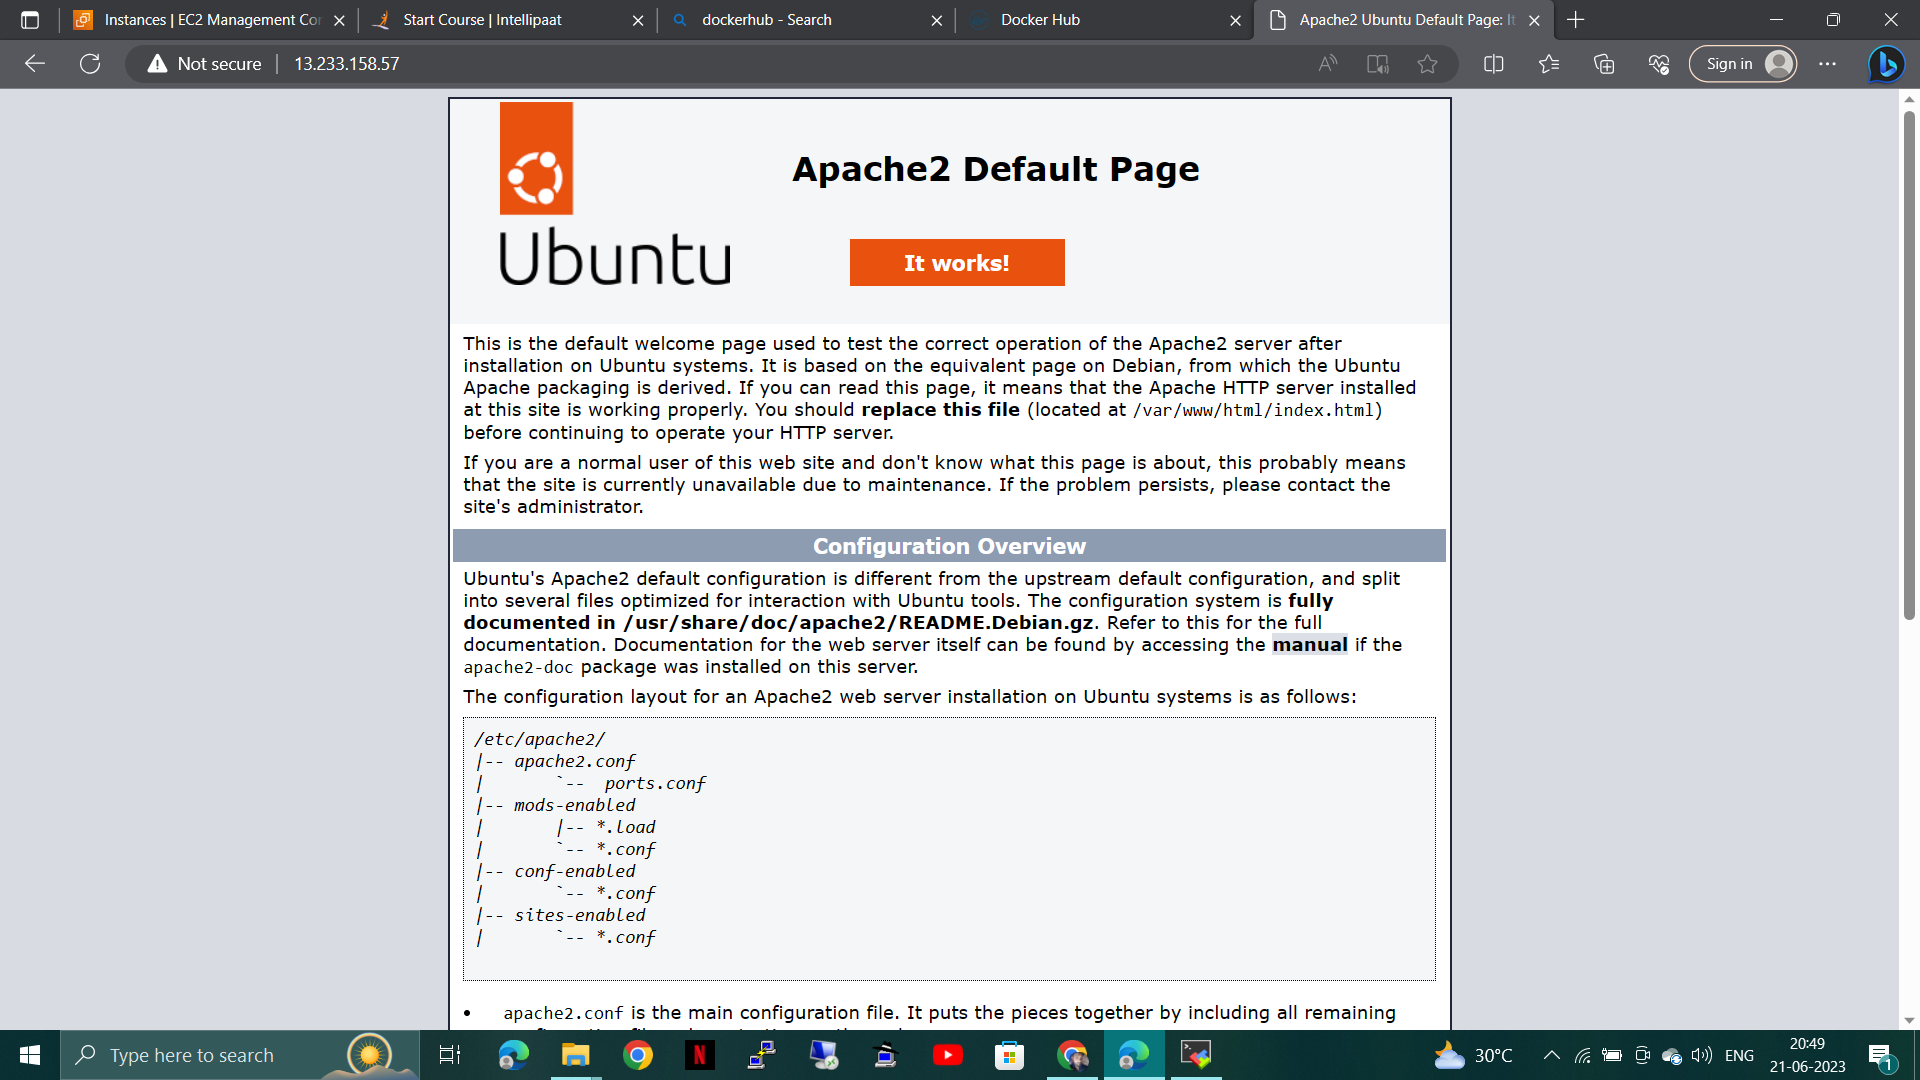 Instances | EC2 Management Con
Start Course | Intellipaat
dockerhub - Search
Docker Hub
Apache2 Ubuntu Default Page: It
Not secure
13.233.158.57
Sign in
Apache2 Default Page
Ubuntu
It works!
This is the default welcome page used to test the correct operation of the Apache2 server after
installation on Ubuntu systems. It is based on the equivalent page on Debian, from which the Ubuntu
Apache packaging is derived. If you can read this page, it means that the Apache HTTP server installed
at this site is working properly. You should replace this file (located at /var/www/html/index.html)
before continuing to operate your HTTP server.
If you are a normal user of this web site and don't know what this page is about, this probably means
that the site is currently unavailable due to maintenance. If the problem persists, please contact the
site's administrator.
Configuration Overview
Ubuntu's Apache2 default configuration is different from the upstream default configuration, and split
into several files optimized for interaction with Ubuntu tools. The configuration system is fully
documented in /usr/share/doc/apache2/README.Debian.gz. Refer to this for the full
documentation. Documentation for the web server itself can be found by accessing the manual if the
apache2-doc package was installed on this server.
The configuration layout for an Apache2 web server installation on Ubuntu systems is as follows:
/etc/apache2/
|-- apache2.conf
|       `--  ports.conf
|-- mods-enabled
|       |-- *.load
|       `-- *.conf
|-- conf-enabled
|       `-- *.conf
|-- sites-enabled
|       `-- *.conf
• apache2.conf is the main configuration file. It puts the pieces together by including all remaining
Type here to search
30°C
ENG
20:49
21-06-2023
1